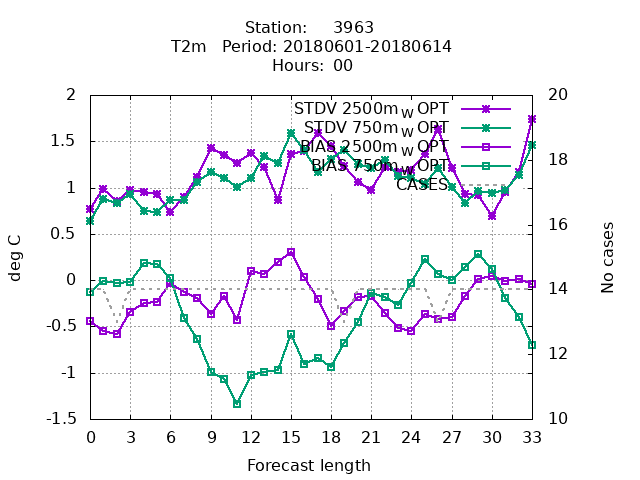 Station: 3963
T2m Period: 20180601-20180614
Hours: 00
2
1.5
1
0.5
0
-0.5
-1
-1.5
20
18
16
14
12
10
STDV 2500m_W OPT
STDV 750m_W OPT
BIAS 2500m_W OPT
BIAS 750m_W OPT
CASES
deg C
No cases
0 3 6 9 12 15 18 21 24 27 30 33
Forecast length